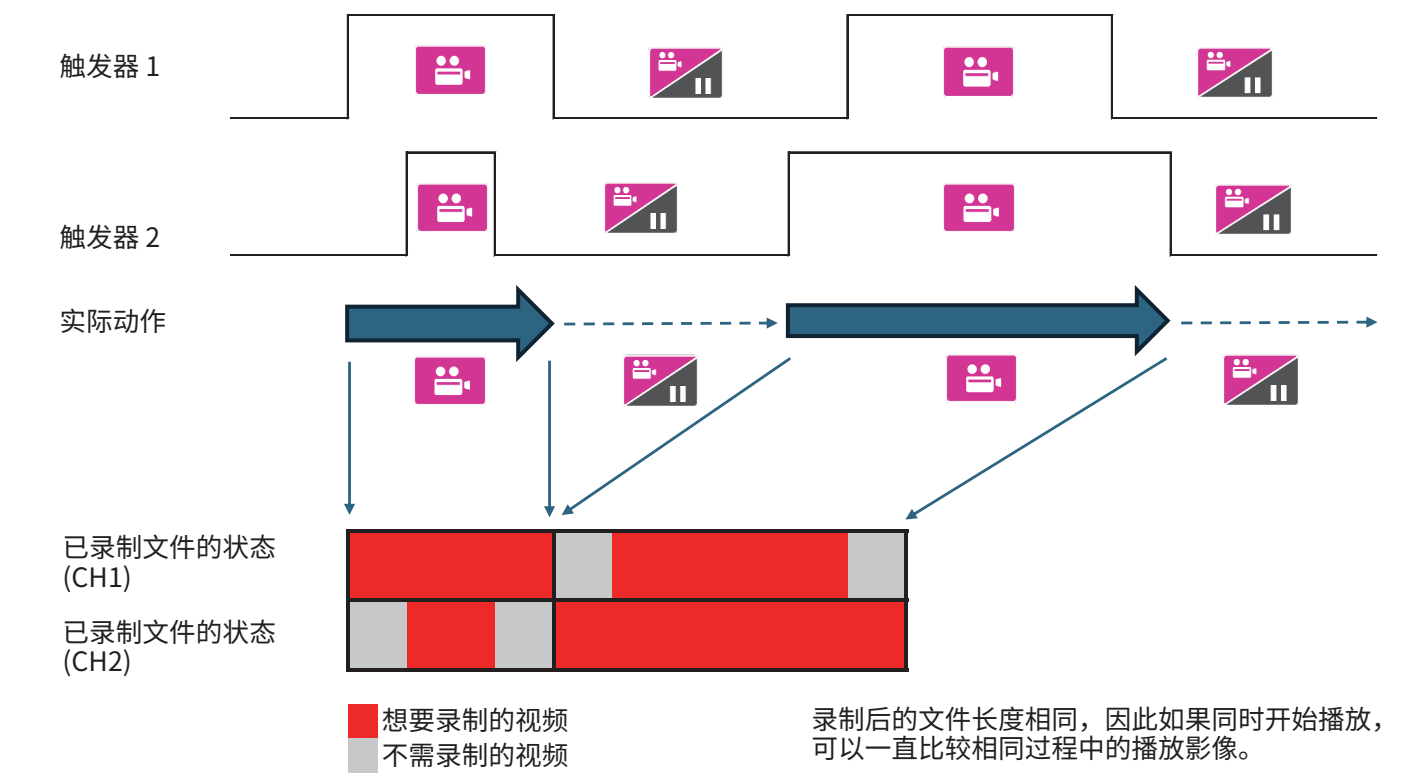 触发器 1
触发器 2
实际动作
已录制文件的状态
(CH1)
已录制文件的状态
(CH2)
想要录制的视频
不需录制的视频
录制后的文件长度相同，因此如果同时开始播放，
可以一直比较相同过程中的播放影像。